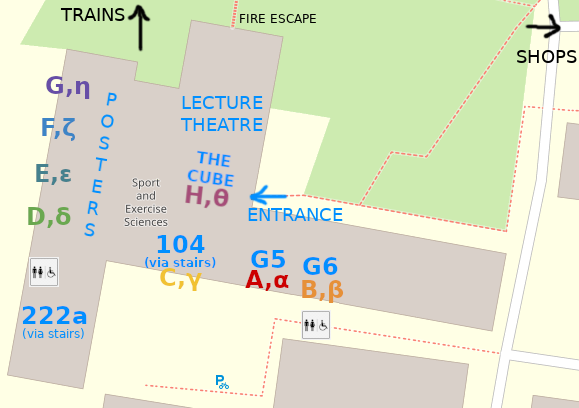 TRAINS
FIRE ESCAPE
SHOPS
G,η
F,ζ
E,ε
D,δ
POSTERS
LECTURE
THEATRE
THE
CUBE
H,θ
Sport
and
Exercise
Sciences
ENTRANCE
104
(via stairs)
C,γ
G5
A,α
G6
B,β
222a
(via stairs)
P